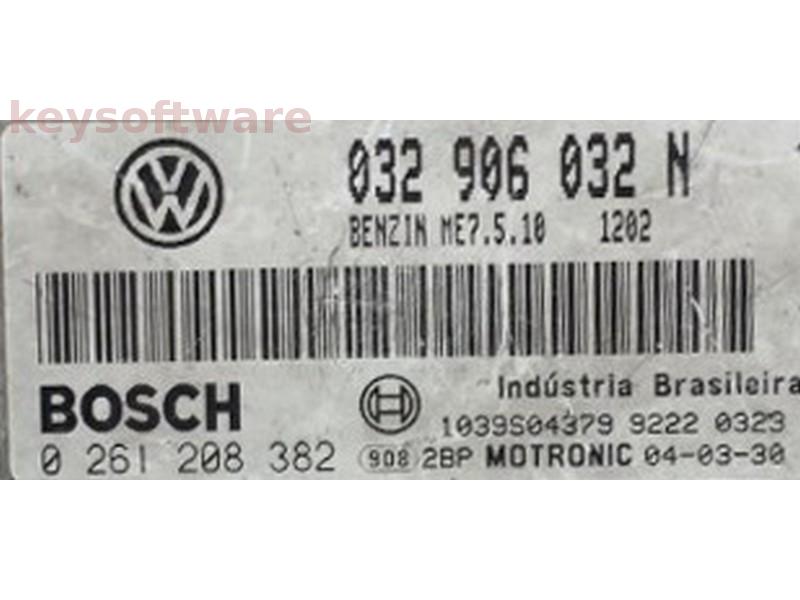 keysoftware
032 906 032 N
BENZIN ME7.5.10 1202
BOSCH
Indústria Brasileira
1039S04379 9222 0323
0 261 208 382 908 2BP MOTRONIC 04-03-30